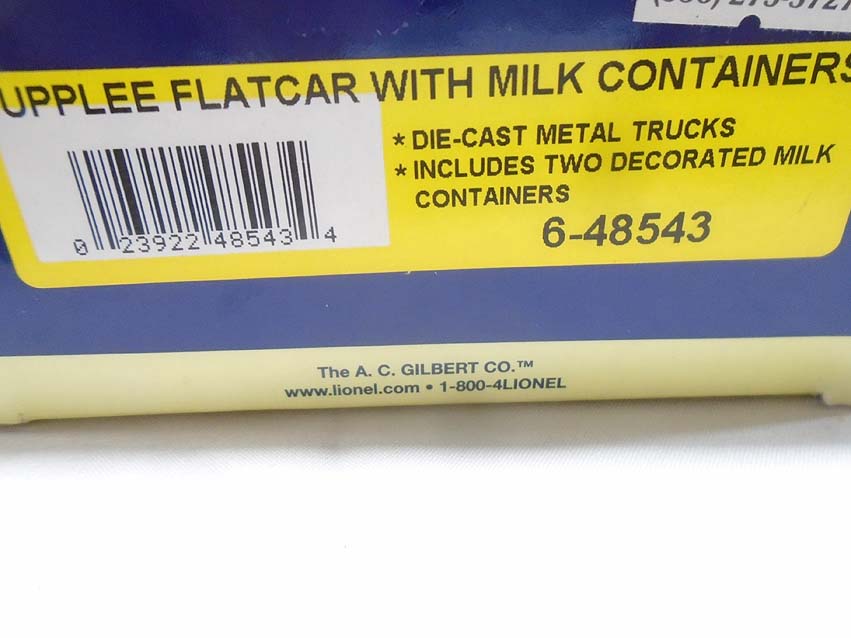 UPPLEE FLATCAR WITH MILK CONTAINERS
* DIE-CAST METAL TRUCKS
* INCLUDES TWO DECORATED MILK
CONTAINERS
6-48543
0 23922 48543 4
The A. C. GILBERT CO.™
www.lionel.com • 1-800-4LIONEL